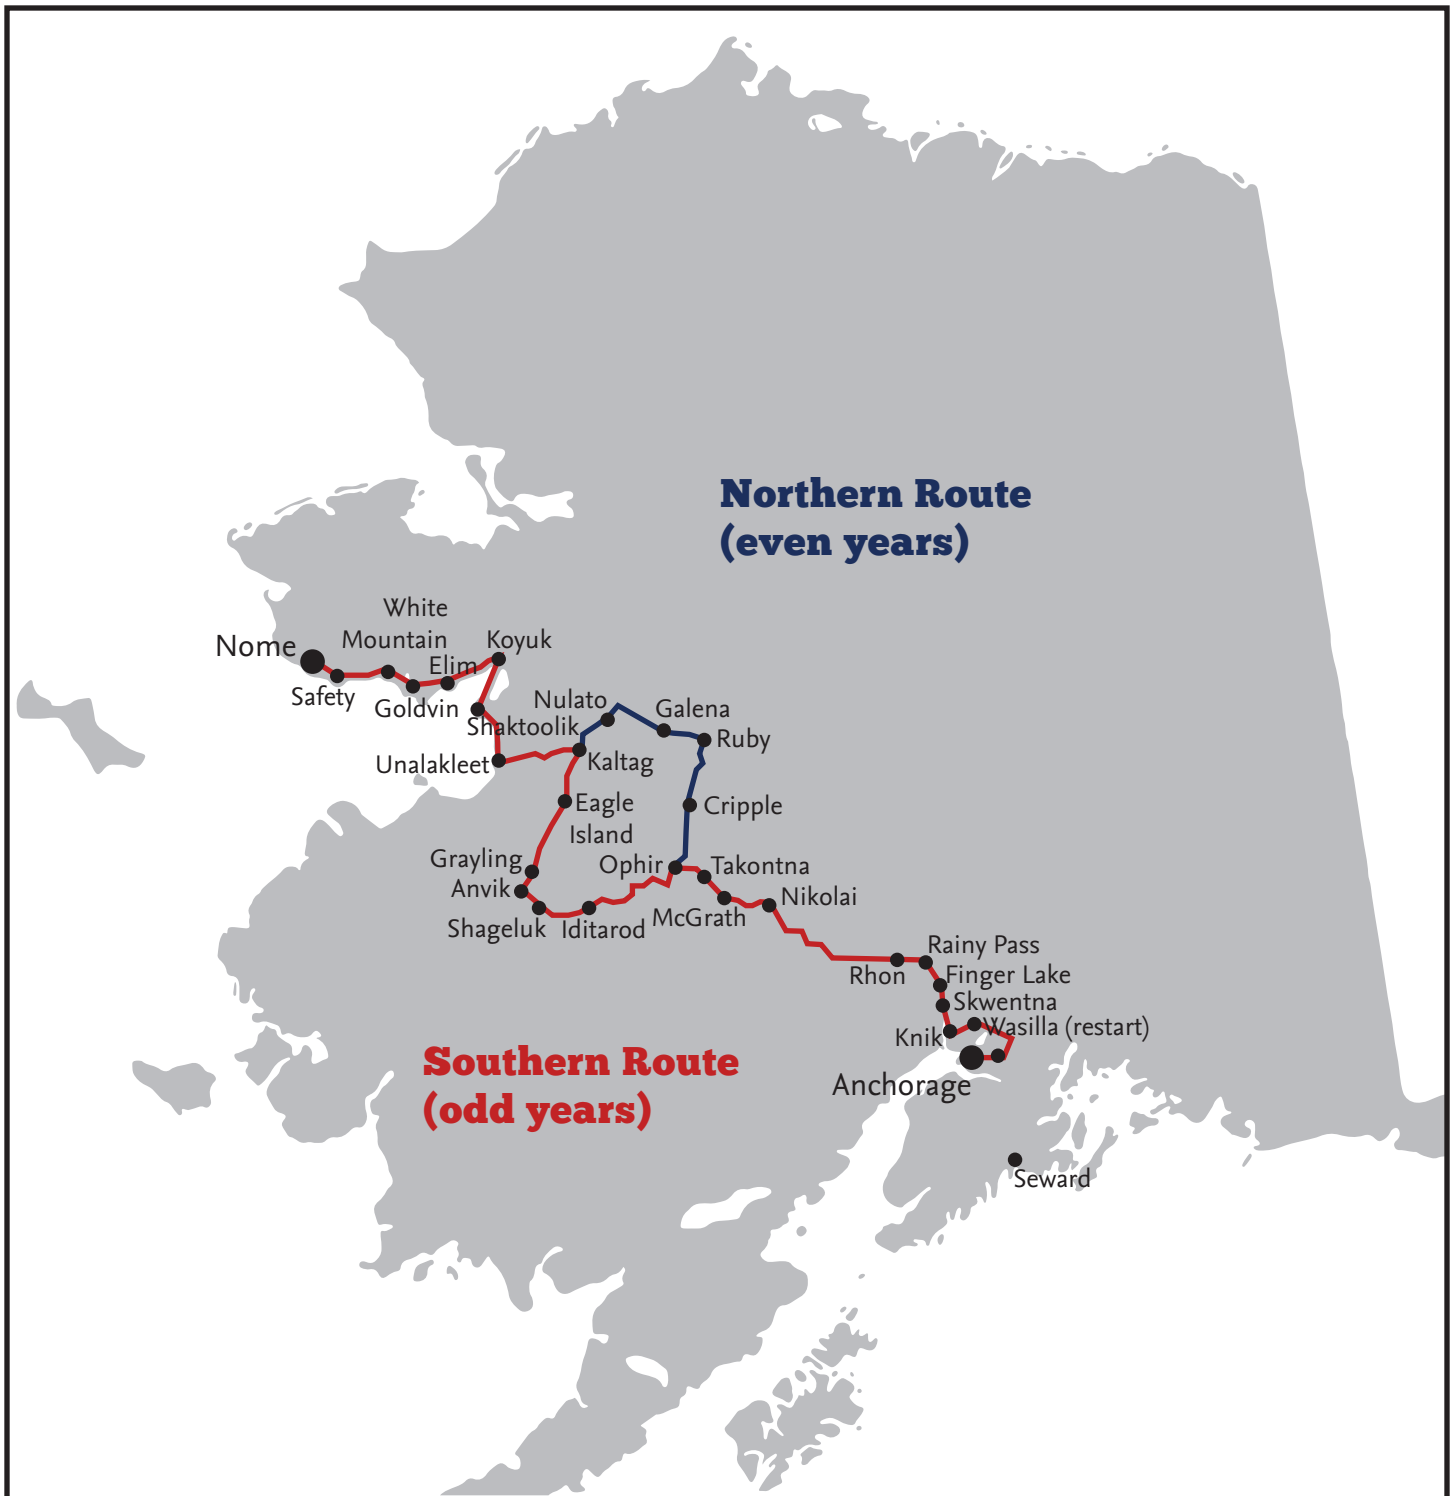 Northern Route
(even years)
White
Mountain
Nome
Koyuk
Elim
Safety
Goldvin
Shaktoolik
Nulato
Galena
Ruby
Unalakleet
Kaltag
Eagle
Island
Cripple
Grayling
Anvik
Ophir
Takontna
Nikolai
Shageluk
Iditarod
McGrath
Rainy Pass
Rhon
Finger Lake
Skwentna
Wasilla (restart)
Knik
Southern Route
(odd years)
Anchorage
Seward